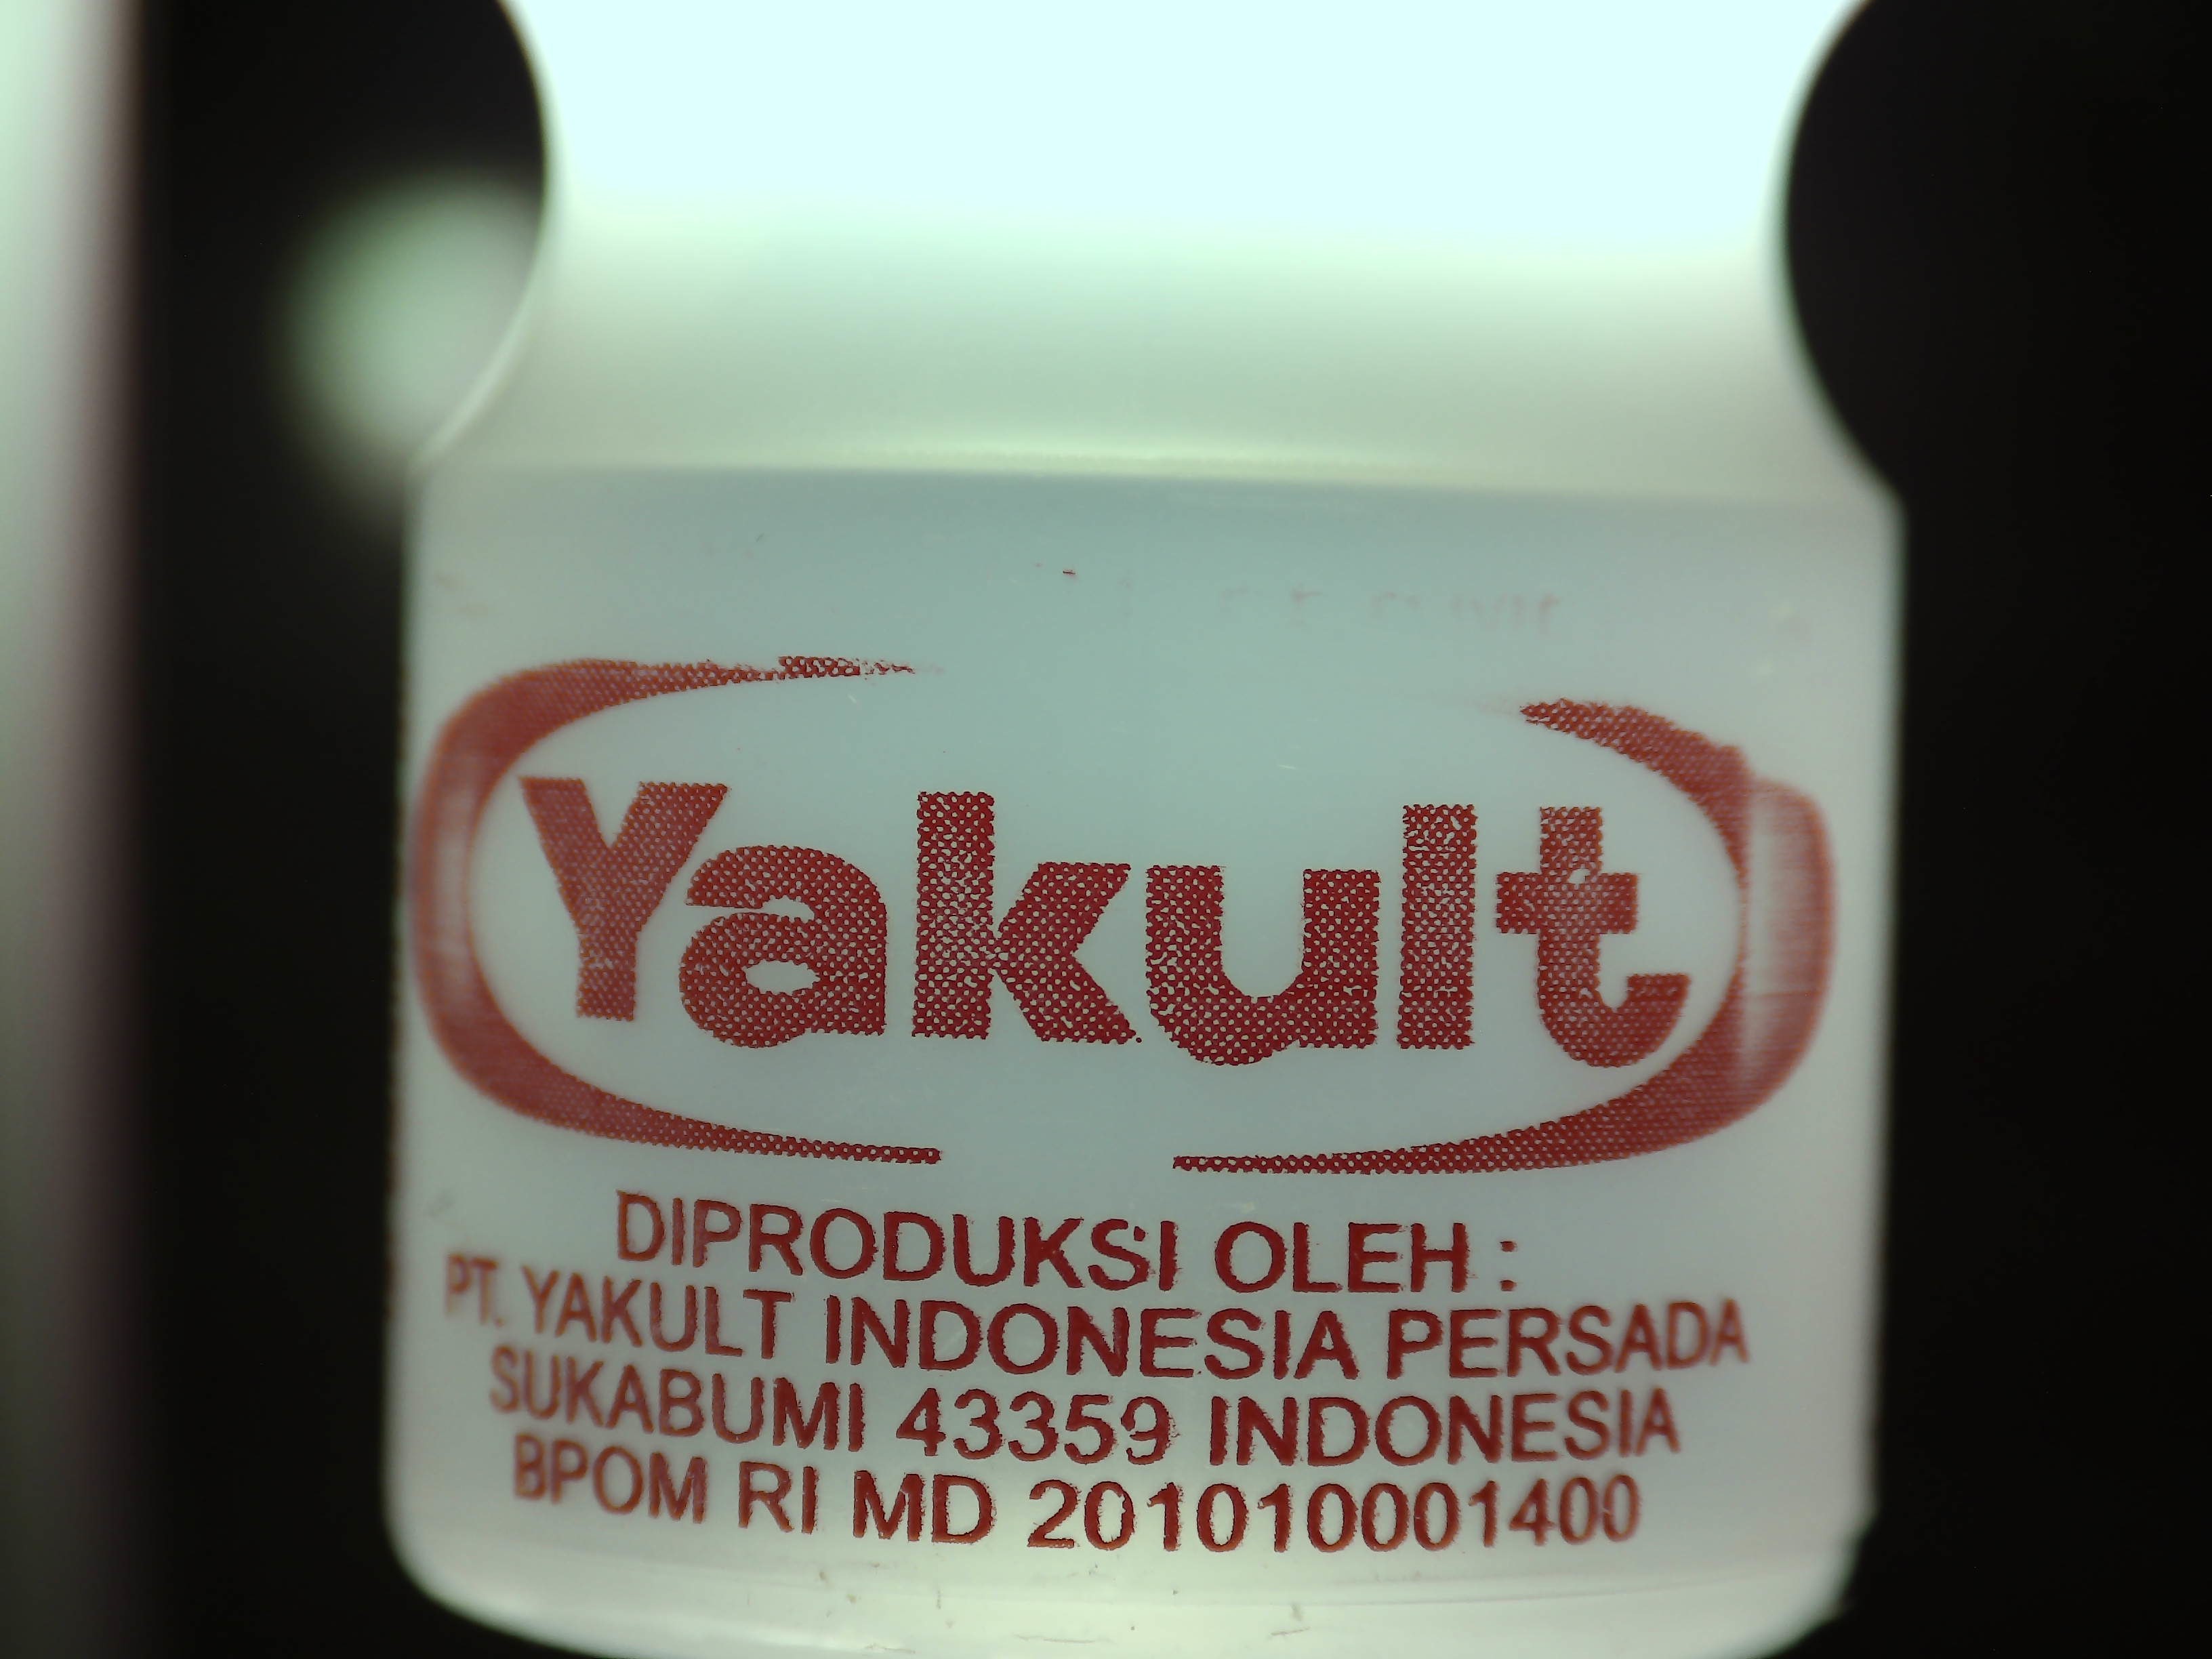 Yakult
DIPRODUKSI OLEH :
PT. YAKULT INDONESIA PERSADA
SUKABUMI 43359 INDONESIA
BPOM RI MD 201010001400